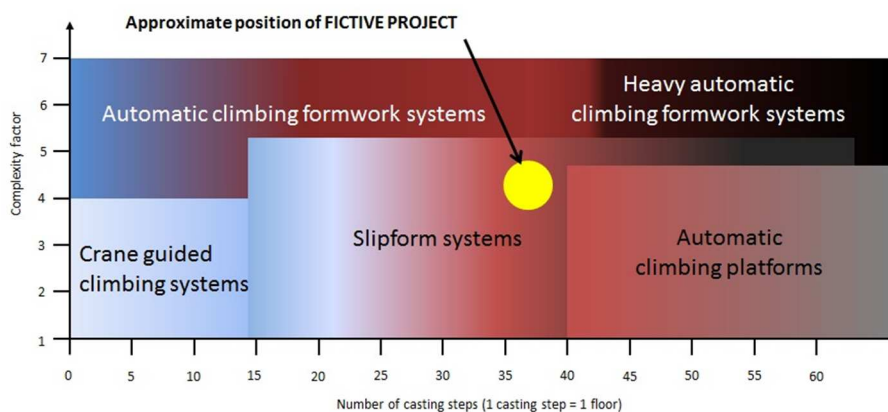 Approximate position of FICTIVE PROJECT
Complexity factor
7
6
5
4
3
2
1
Automatic climbing formwork systems
Heavy automatic
climbing formwork systems
Crane guided
climbing systems
Slipform systems
Automatic
climbing platforms
0 5 10 15 20 25 30 35 40 45 50 55 60
Number of casting steps (1 casting step = 1 floor)